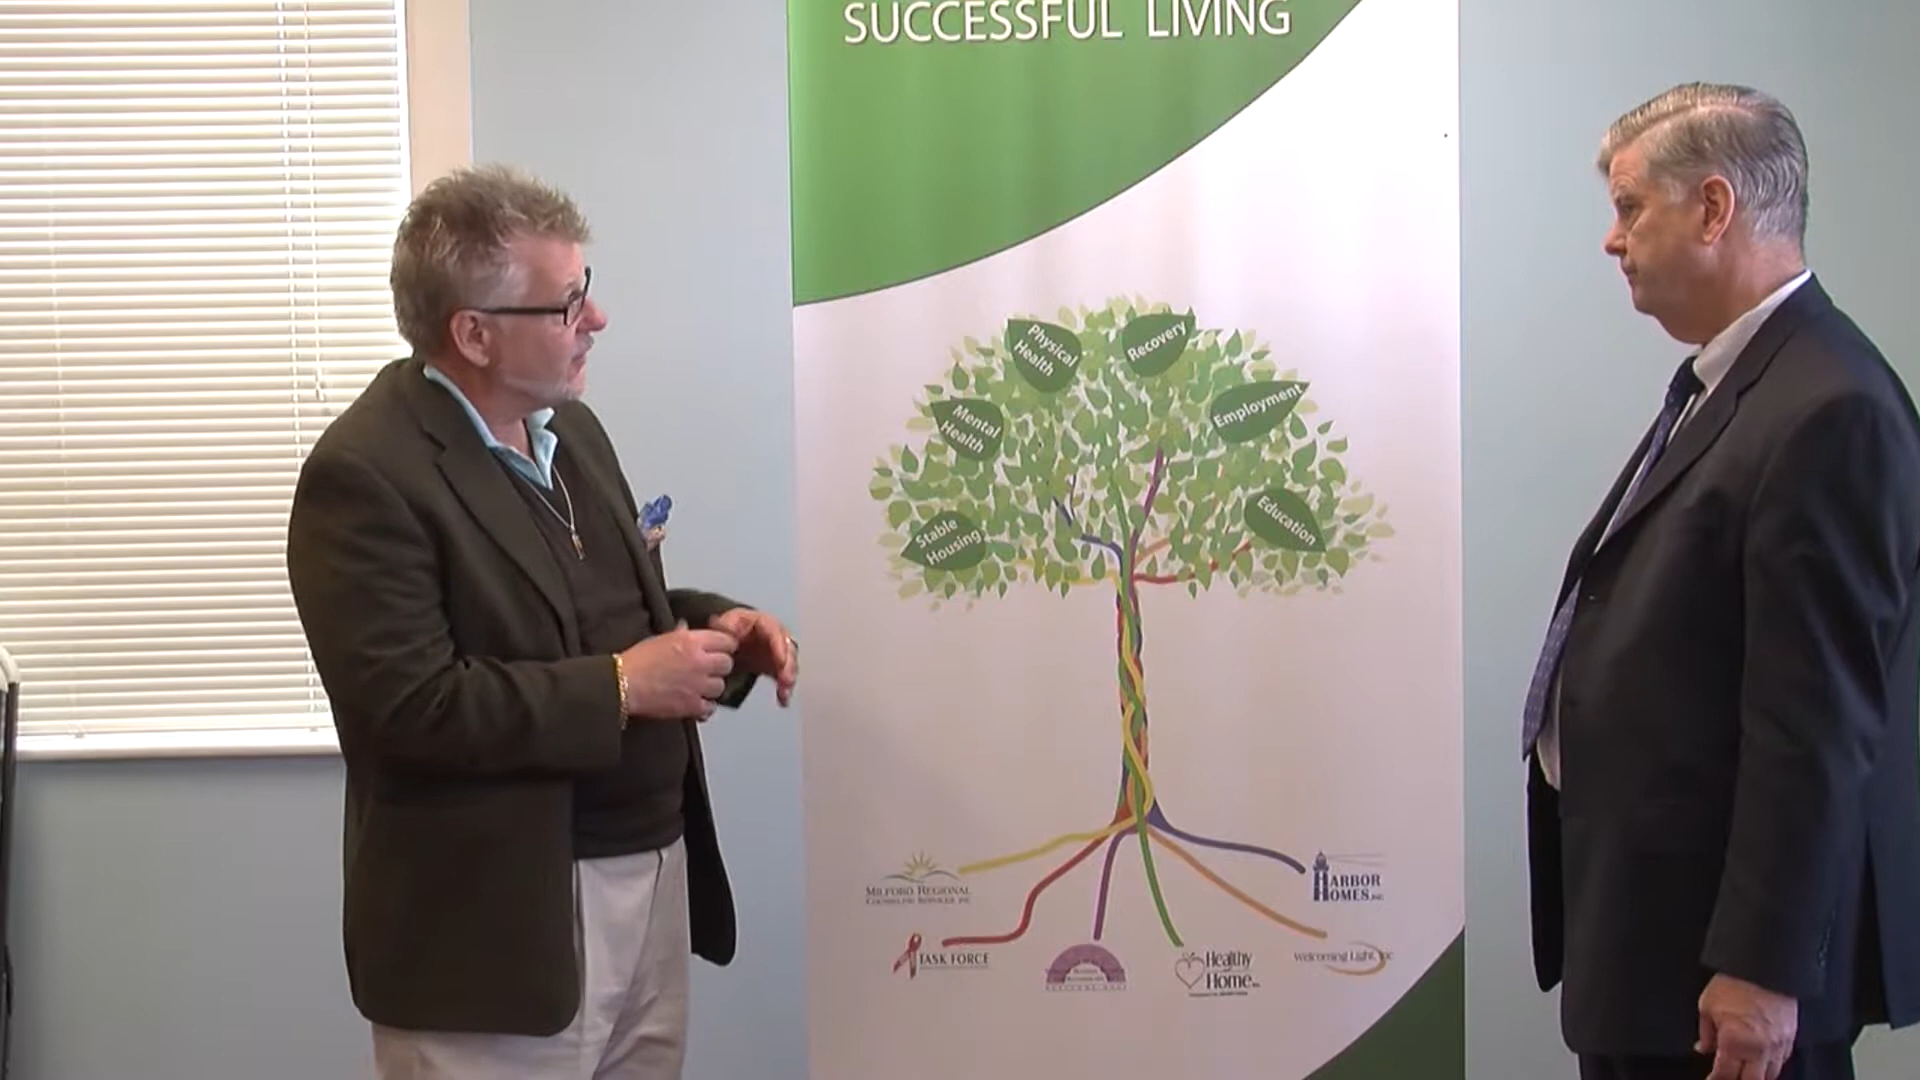 SUCCESSFUL LIVING
Physical
Health
Recovery
Mental
Health
Employment
Stable
Housing
Education
MILFORD REGIONAL
COUNSELING SERVICES, INC
HARBOR
HOMES, INC
TASK FORCE
Healthy
Home
Welcoming Light, Inc